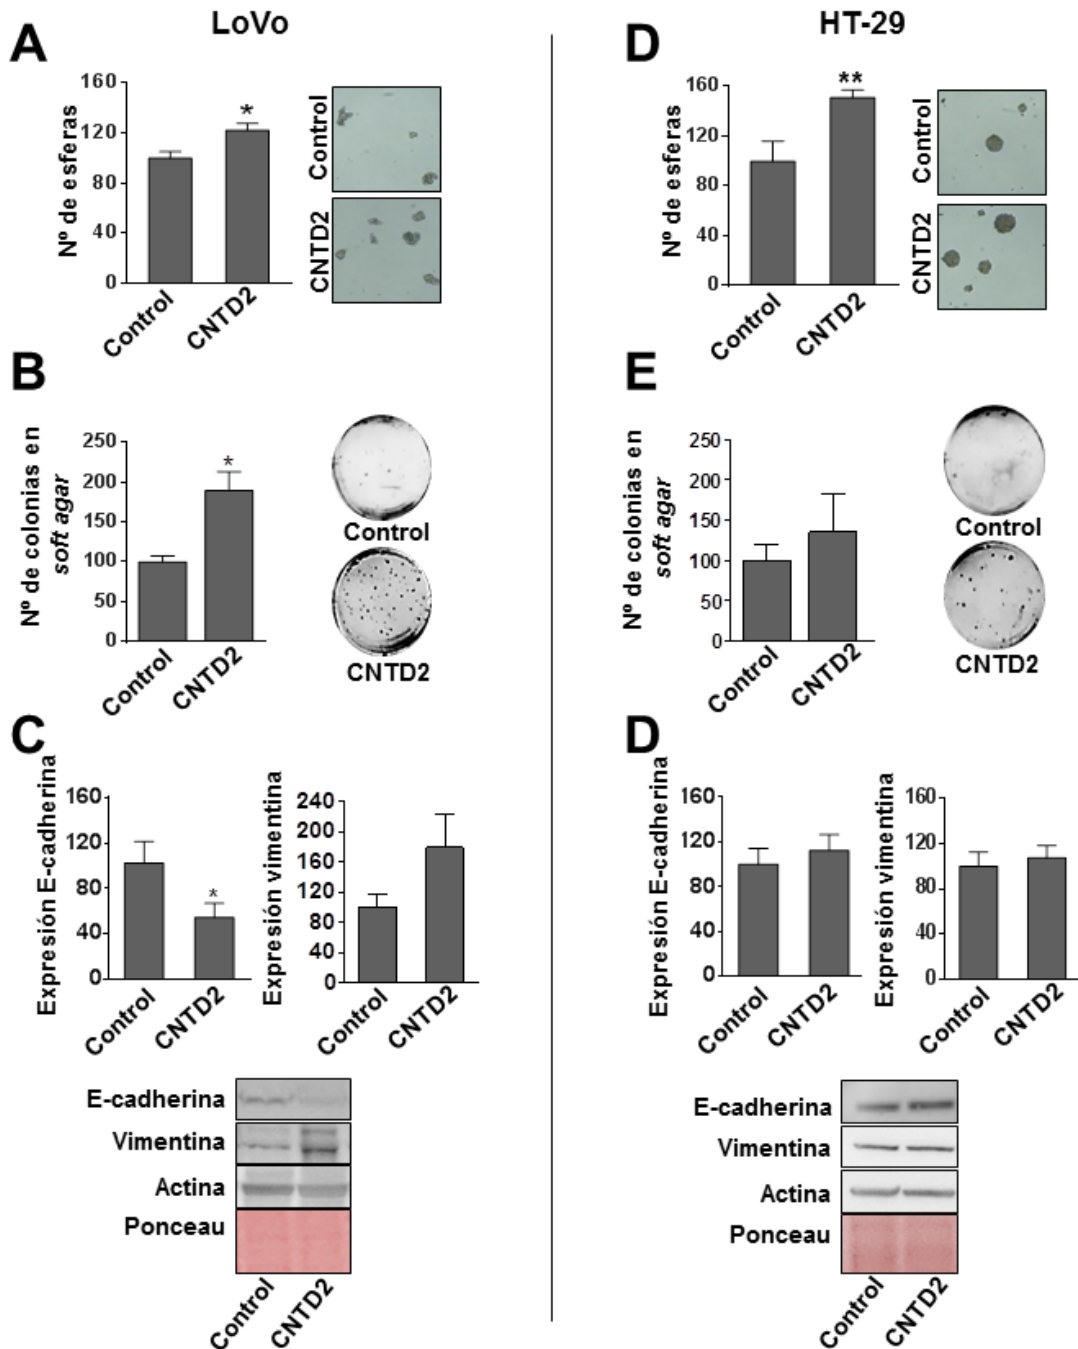 LoVo
A
Nº de esferas
160
120
80
40
0
*
Control
CNTD2
Control
CNTD2
B
Nº de colonias en
soft agar
250
200
150
100
50
0
*
Control
CNTD2
Control
CNTD2
C
Expresión E-cadherina
160
120
80
40
0
*
Control
CNTD2
Expresión vimentina
240
200
160
120
80
40
0
Control
CNTD2
E-cadherina
Vimentina
Actina
Ponceau
Control
CNTD2
HT-29
D
Nº de esferas
160
120
80
40
0
**
Control
CNTD2
Control
CNTD2
E
Nº de colonias en
soft agar
250
200
150
100
50
0
Control
CNTD2
Control
CNTD2
D
Expresión E-cadherina
160
120
80
40
0
Control
CNTD2
Expresión vimentina
160
120
80
40
0
Control
CNTD2
E-cadherina
Vimentina
Actina
Ponceau
Control
CNTD2